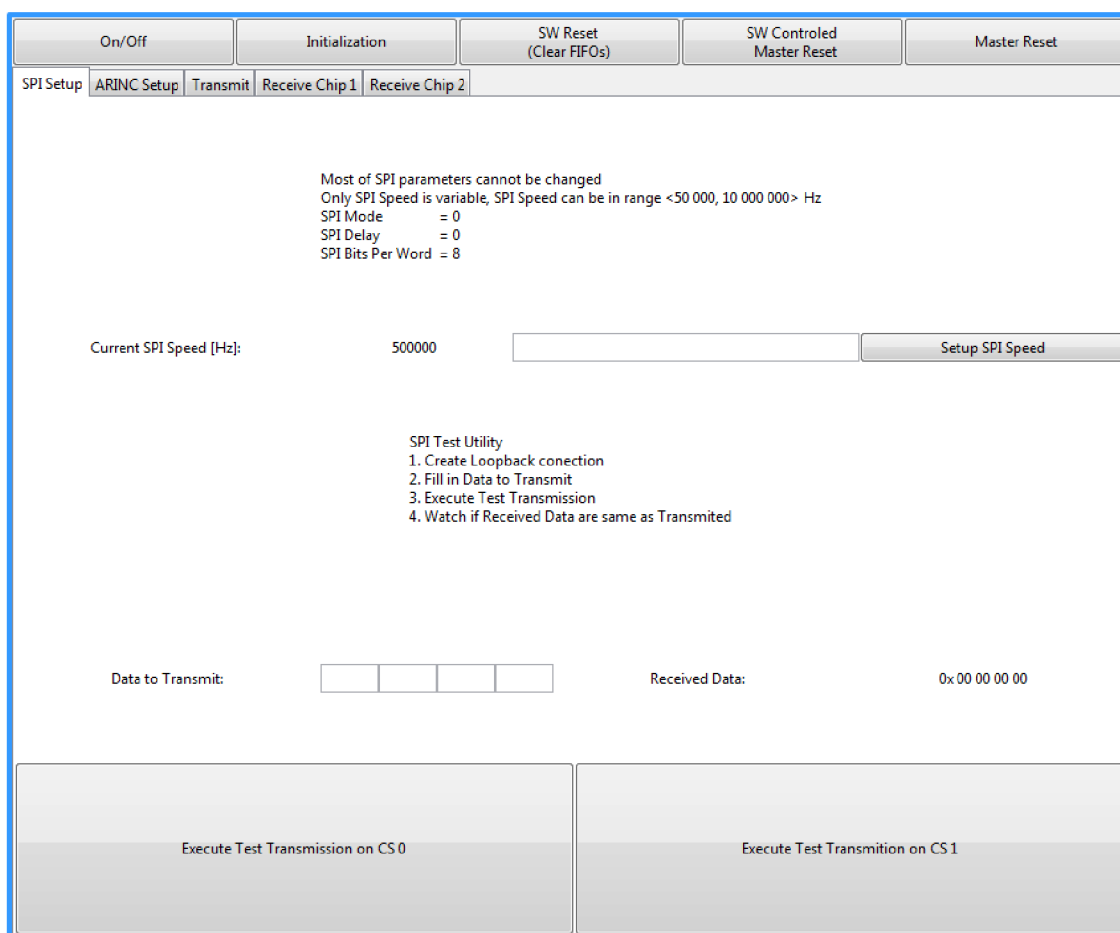 On/Off
Initialization
SW Reset
(Clear FIFOs)
SW Controled
Master Reset
Master Reset
SPI Setup ARINC Setup Transmit Receive Chip 1 Receive Chip 2
Most of SPI parameters cannot be changed
Only SPI Speed is variable, SPI Speed can be in range <50 000, 10 000 000> Hz
SPI Mode = 0
SPI Delay = 0
SPI Bits Per Word = 8
Current SPI Speed [Hz]: 500000 Setup SPI Speed
SPI Test Utility
1. Create Loopback conection
2. Fill in Data to Transmit
3. Execute Test Transmission
4. Watch if Received Data are same as Transmited
Data to Transmit: Received Data: 0x 00 00 00 00
Execute Test Transmission on CS 0 Execute Test Transmition on CS 1